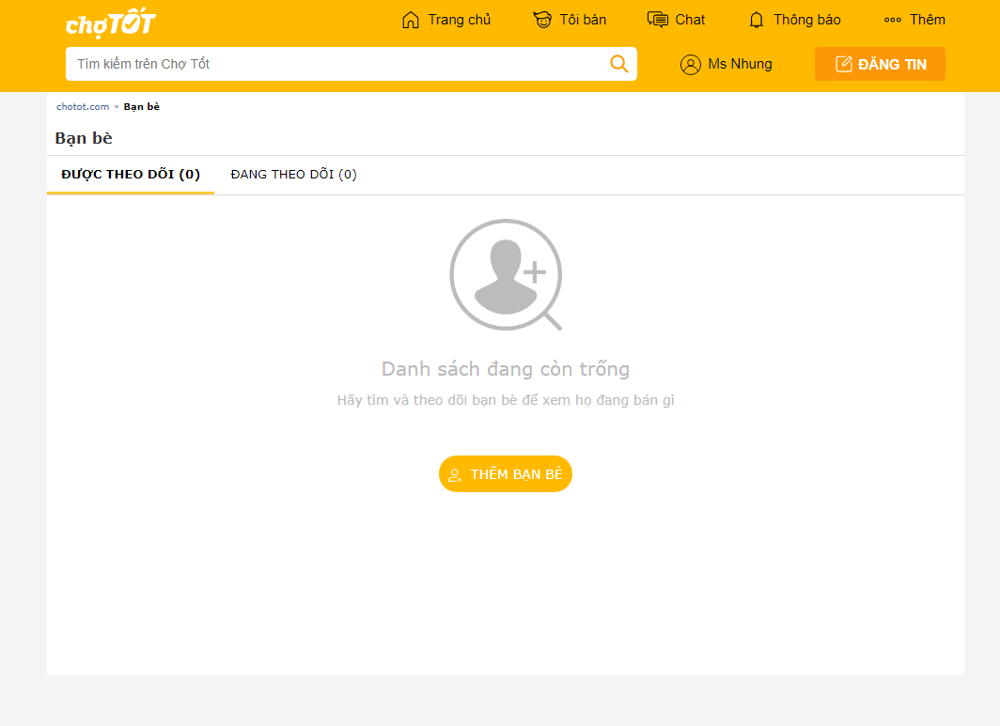 chợTỐT
Trang chủ
Tôi bán
Chat
Thông báo
Thêm
Tìm kiếm trên Chợ Tốt
Ms Nhung
ĐĂNG TIN
chotot.com » Bạn bè
Bạn bè
ĐƯỢC THEO DÕI (0)
ĐANG THEO DÕI (0)
Danh sách đang còn trống
Hãy tìm và theo dõi bạn bè để xem họ đang bán gì
THÊM BẠN BÈ